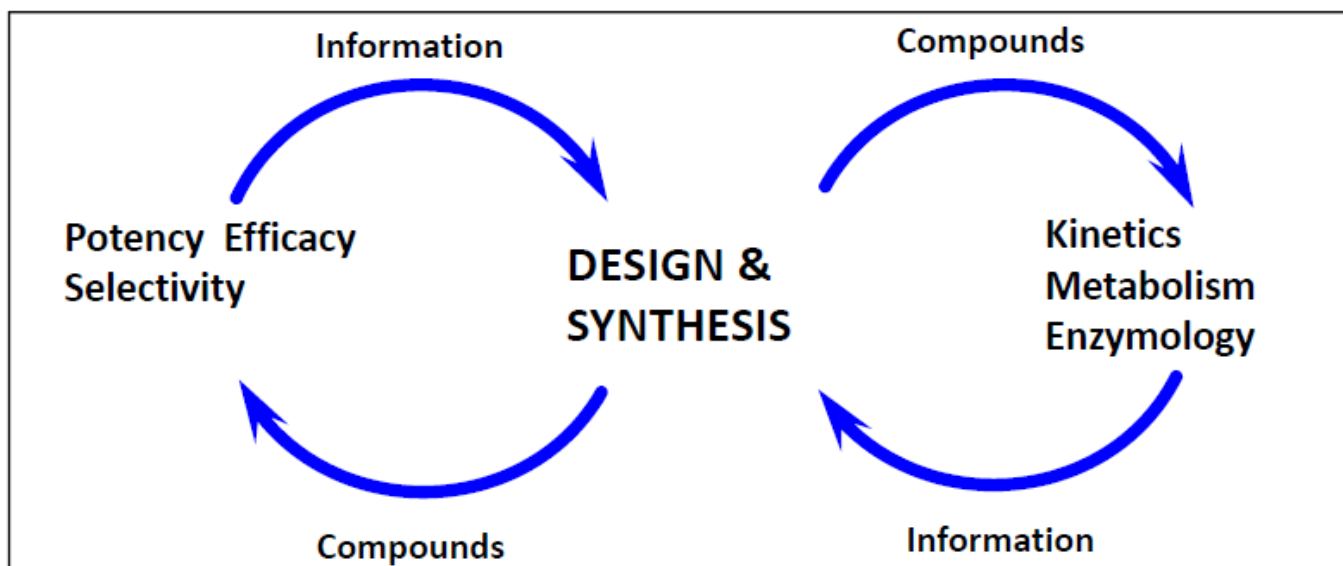 Information
Compounds
Potency Efficacy
Selectivity
DESIGN &
SYNTHESIS
Kinetics
Metabolism
Enzymology
Compounds
Information